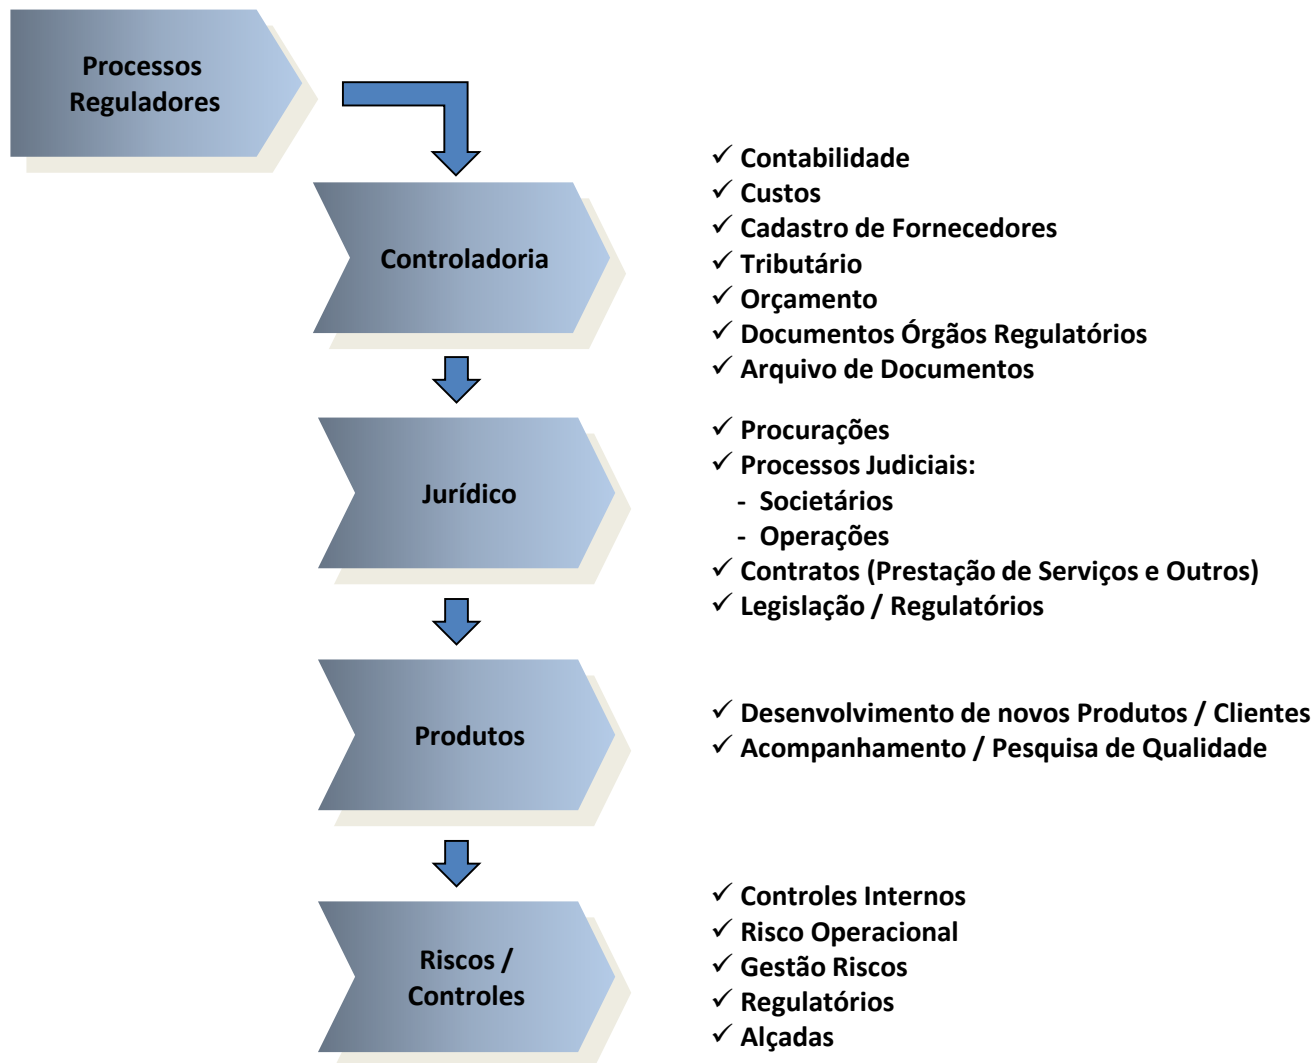 Processos
Reguladores
Controladoria
✓ Contabilidade
✓ Custos
✓ Cadastro de Fornecedores
✓ Tributário
✓ Orçamento
✓ Documentos Órgãos Regulatórios
✓ Arquivo de Documentos
Jurídico
✓ Procurações
✓ Processos Judiciais:
- Societários
- Operações
✓ Contratos (Prestação de Serviços e Outros)
✓ Legislação / Regulatórios
Produtos
✓ Desenvolvimento de novos Produtos / Clientes
✓ Acompanhamento / Pesquisa de Qualidade
Riscos /
Controles
✓ Controles Internos
✓ Risco Operacional
✓ Gestão Riscos
✓ Regulatórios
✓ Alçadas